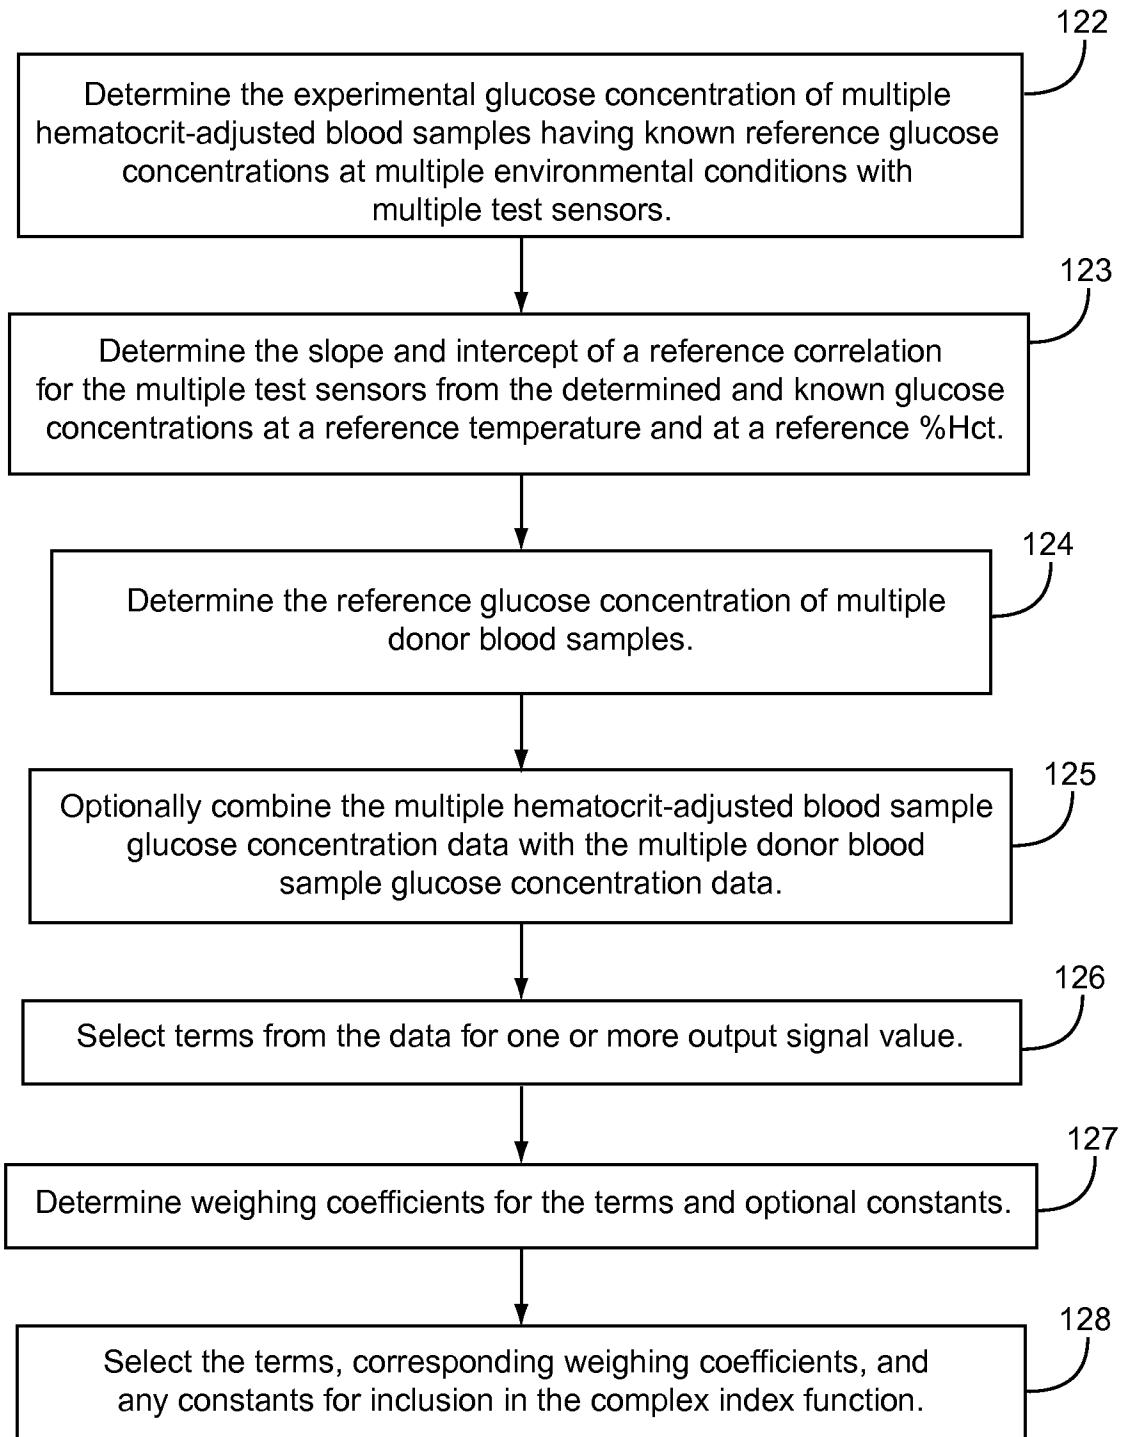 122
Determine the experimental glucose concentration of multiple
hematocrit-adjusted blood samples having known reference glucose
concentrations at multiple environmental conditions with
multiple test sensors.
123
Determine the slope and intercept of a reference correlation
for the multiple test sensors from the determined and known glucose
concentrations at a reference temperature and at a reference %Hct.
124
Determine the reference glucose concentration of multiple
donor blood samples.
125
Optionally combine the multiple hematocrit-adjusted blood sample
glucose concentration data with the multiple donor blood
sample glucose concentration data.
126
Select terms from the data for one or more output signal value.
127
Determine weighing coefficients for the terms and optional constants.
128
Select the terms, corresponding weighing coefficients, and
any constants for inclusion in the complex index function.